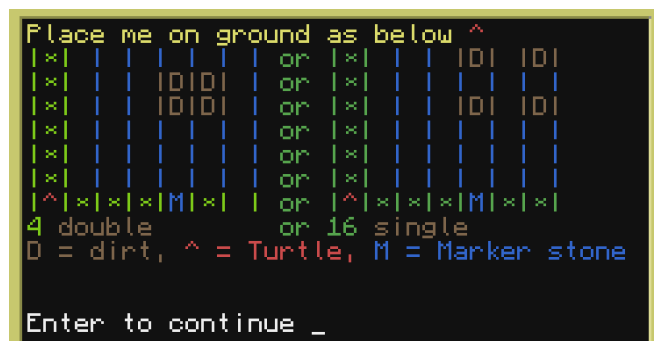 Place me on ground as below ^
|×| | | | | | | or |×| | | |D| |D|
|×| | | |D|D| | or |×| | | | | | |
|×| | | |D|D| | or |×| | | |D| |D|
|×| | | | | | | or |×| | | | | | |
|×| | | | | | | or |×| | | | | | |
|×| | | | | | | or |×| | | | | | |
|^|×|×|×|M|×| | or |^|×|×|×|M|×|×|
4 double or 16 single
D = dirt, ^ = Turtle, M = Marker stone
Enter to continue _